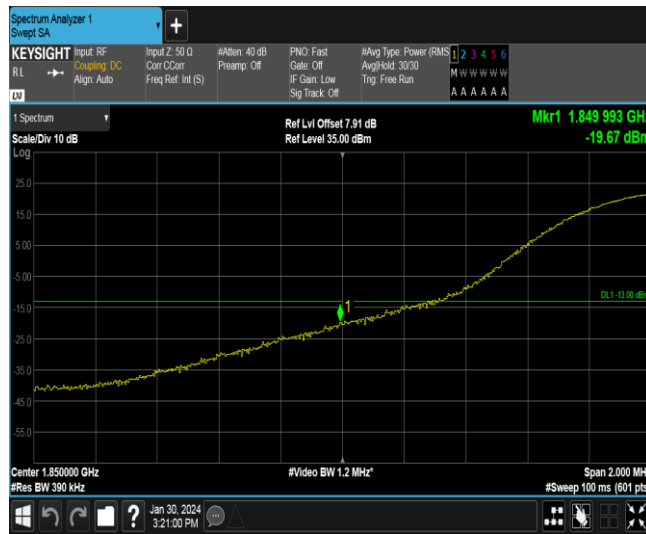 Spectrum Analyzer 1
Swept SA
+
KEYSIGHT
RL
LXI
Input: RF
Coupling: DC
Align: Auto
Input Z: 50 Ω
Corr CCorr
Freq Ref: Int (S)
#Atten: 40 dB
Preamp: Off
PNO: Fast
Gate: Off
IF Gain: Low
Sig Track: Off
#Avg Type: Power (RMS
Avg|Hold: 30/30
Trig: Free Run
1 2 3 4 5 6
M W W W W W
A A A A A A
1 Spectrum
Scale/Div 10 dB
Log
Ref Lvl Offset 7.91 dB
Ref Level 35.00 dBm
Mkr1 1.849 993 GHz
-19.67 dBm
25.0
15.0
5.00
-5.00
-15.0
-25.0
-35.0
-45.0
-55.0
1
DL1 -13.00 dBm
Center 1.850000 GHz
#Res BW 390 kHz
#Video BW 1.2 MHz*
Span 2.000 MH
#Sweep 100 ms (601 pts
?
Jan 30, 2024
3:21:00 PM